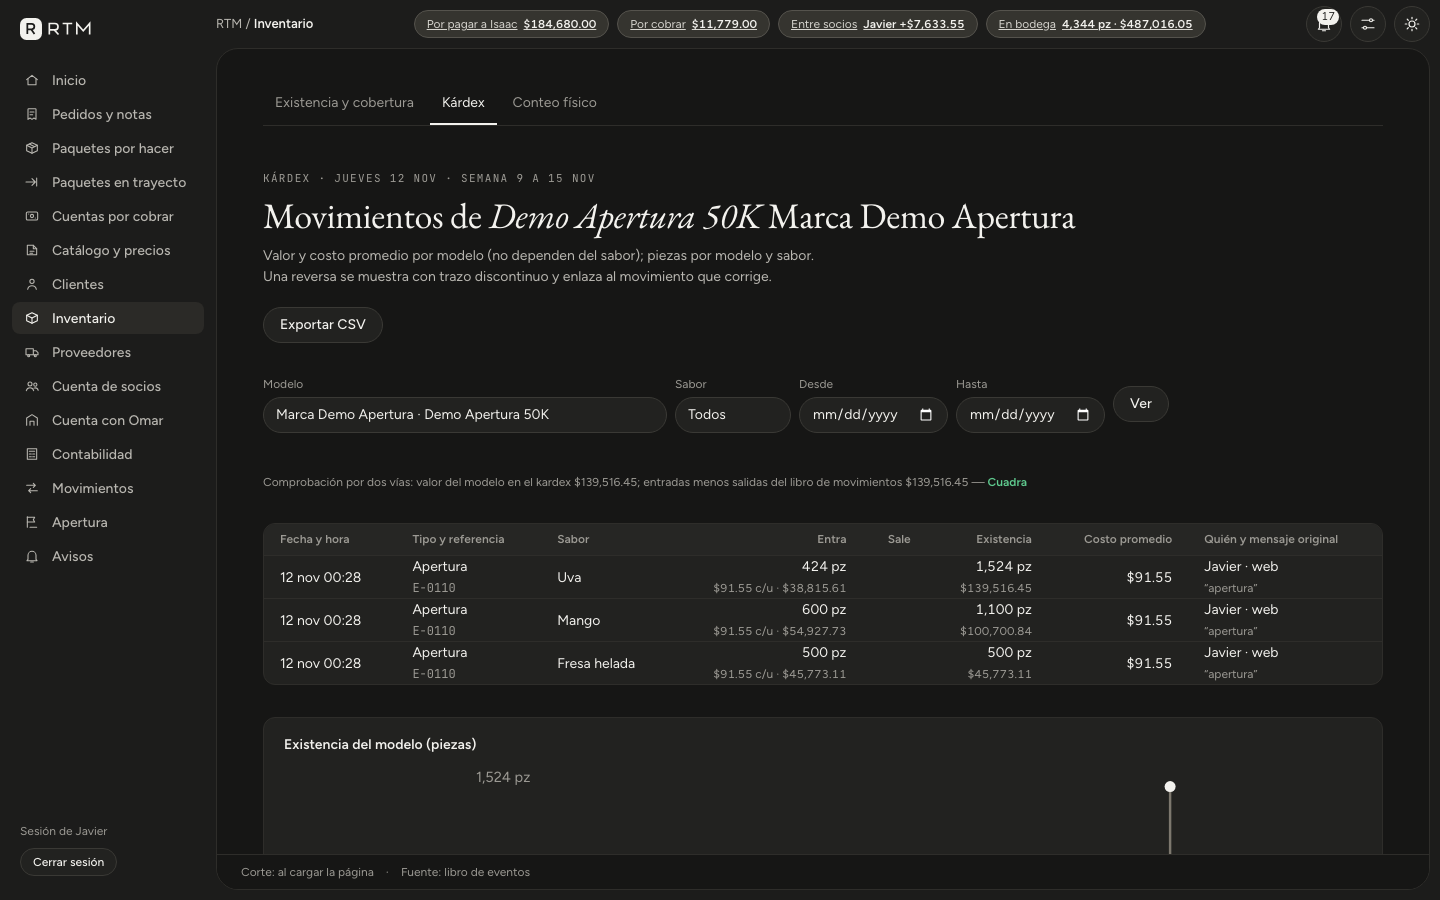 R RTM
RTM / Inventario
Por pagar a Isaac $184,680.00
Por cobrar $11,779.00
Entre socios Javier +$7,633.55
En bodega 4,344 pz · $487,016.05
17
Inicio
Pedidos y notas
Paquetes por hacer
Paquetes en trayecto
Cuentas por cobrar
Catálogo y precios
Clientes
Inventario
Proveedores
Cuenta de socios
Cuenta con Omar
Contabilidad
Movimientos
Apertura
Avisos
Sesión de Javier
Cerrar sesión
Existencia y cobertura Kárdex Conteo físico
KÁRDEX · JUEVES 12 NOV · SEMANA 9 A 15 NOV
Movimientos de Demo Apertura 50K Marca Demo Apertura
Valor y costo promedio por modelo (no dependen del sabor); piezas por modelo y sabor.
Una reversa se muestra con trazo discontinuo y enlaza al movimiento que corrige.
Exportar CSV
Modelo Sabor Desde Hasta
Marca Demo Apertura · Demo Apertura 50K Todos mm/dd/yyyy mm/dd/yyyy Ver
Comprobación por dos vías: valor del modelo en el kardex $139,516.45; entradas menos salidas del libro de movimientos $139,516.45 — Cuadra
Fecha y hora Tipo y referencia Sabor Entra Sale Existencia Costo promedio Quién y mensaje original
12 nov 00:28 Apertura Uva 424 pz 1,524 pz $91.55 Javier · web
E-0110 $91.55 c/u · $38,815.61 $139,516.45 “apertura”
12 nov 00:28 Apertura Mango 600 pz 1,100 pz $91.55 Javier · web
E-0110 $91.55 c/u · $54,927.73 $100,700.84 “apertura”
12 nov 00:28 Apertura Fresa helada 500 pz 500 pz $91.55 Javier · web
E-0110 $91.55 c/u · $45,773.11 $45,773.11 “apertura”
Existencia del modelo (piezas)
1,524 pz
Corte: al cargar la página · Fuente: libro de eventos